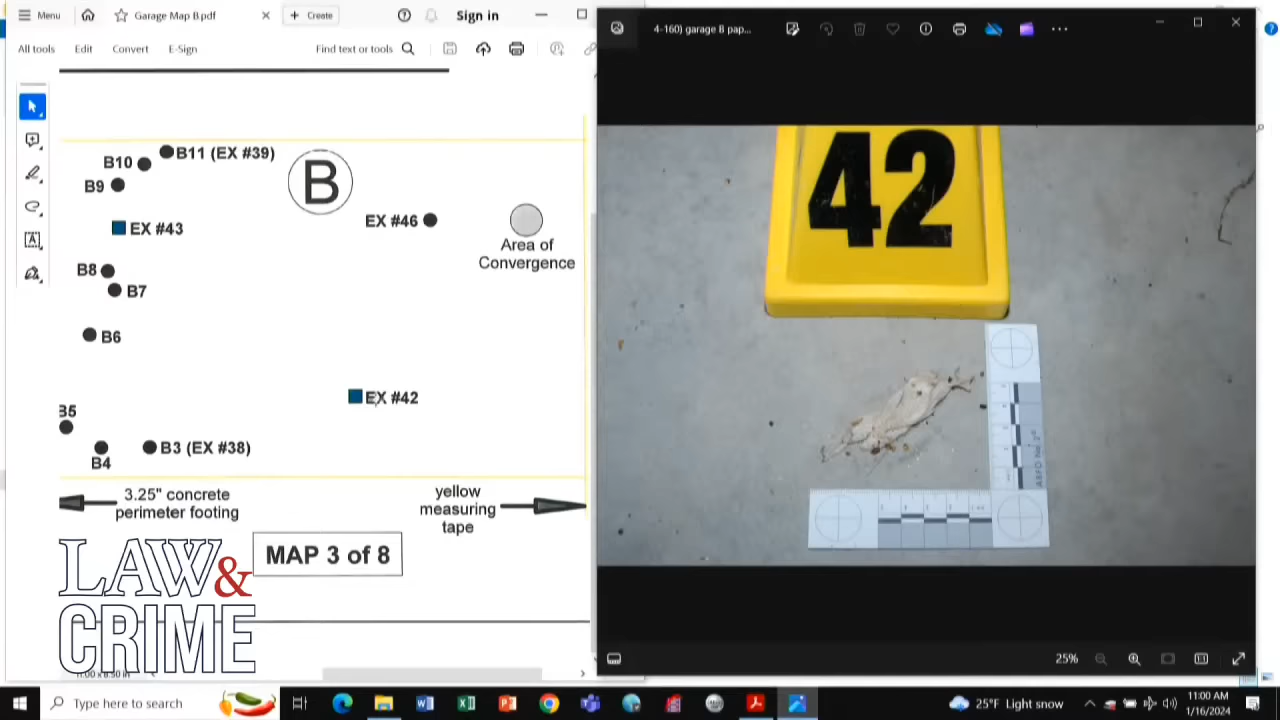 Menu
Garage Map B.pdf
Create
Sign in
4-160) garage B pap...
All tools
Edit
Convert
E-Sign
Find text or tools
B10
B11 (EX #39)
B
B9
EX #43
EX #46
Area of
Convergence
B8
B7
B6
EX #42
B5
B4
B3 (EX #38)
3.25" concrete
perimeter footing
yellow
measuring
tape
MAP 3 of 8
LAW&
CRIME
42
25%
Type here to search
25°F Light snow
11:00 AM
1/16/2024